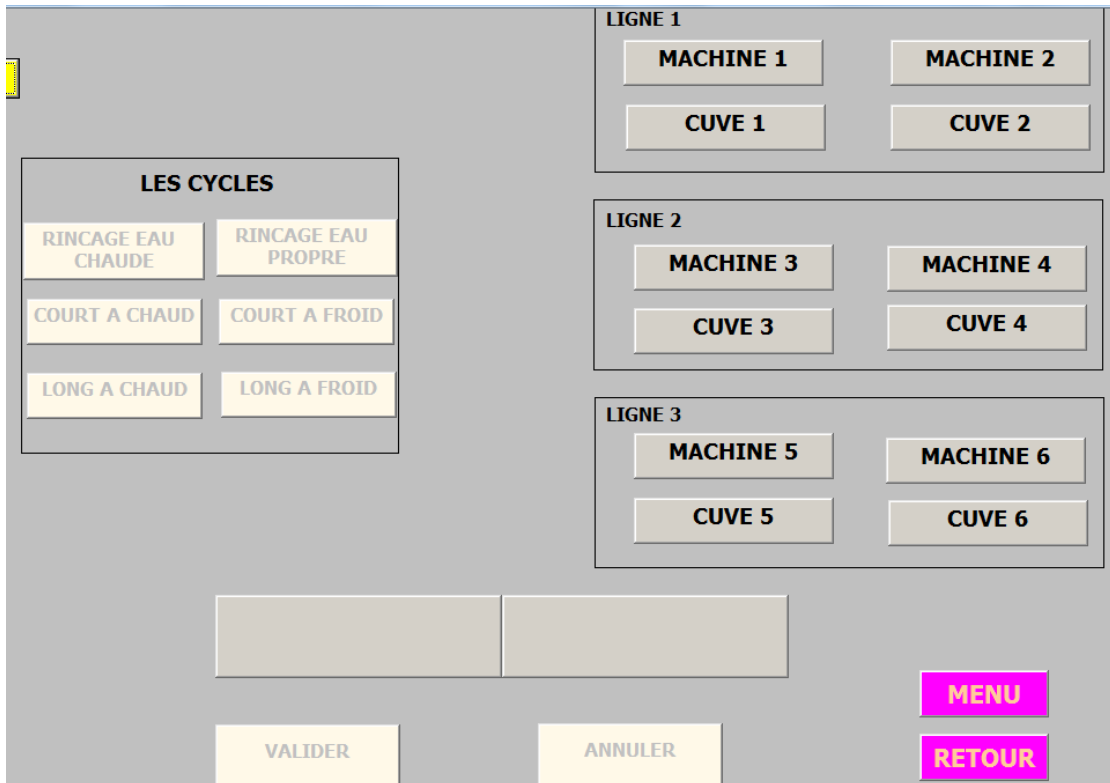 LIGNE 1
MACHINE 1
MACHINE 2
CUVE 1
CUVE 2
LES CYCLES
RINCAGE EAU
CHAUDE
RINCAGE EAU
PROPRE
COURT A CHAUD
COURT A FROID
LONG A CHAUD
LONG A FROID
LIGNE 2
MACHINE 3
MACHINE 4
CUVE 3
CUVE 4
LIGNE 3
MACHINE 5
MACHINE 6
CUVE 5
CUVE 6
VALIDER
ANNULER
MENU
RETOUR